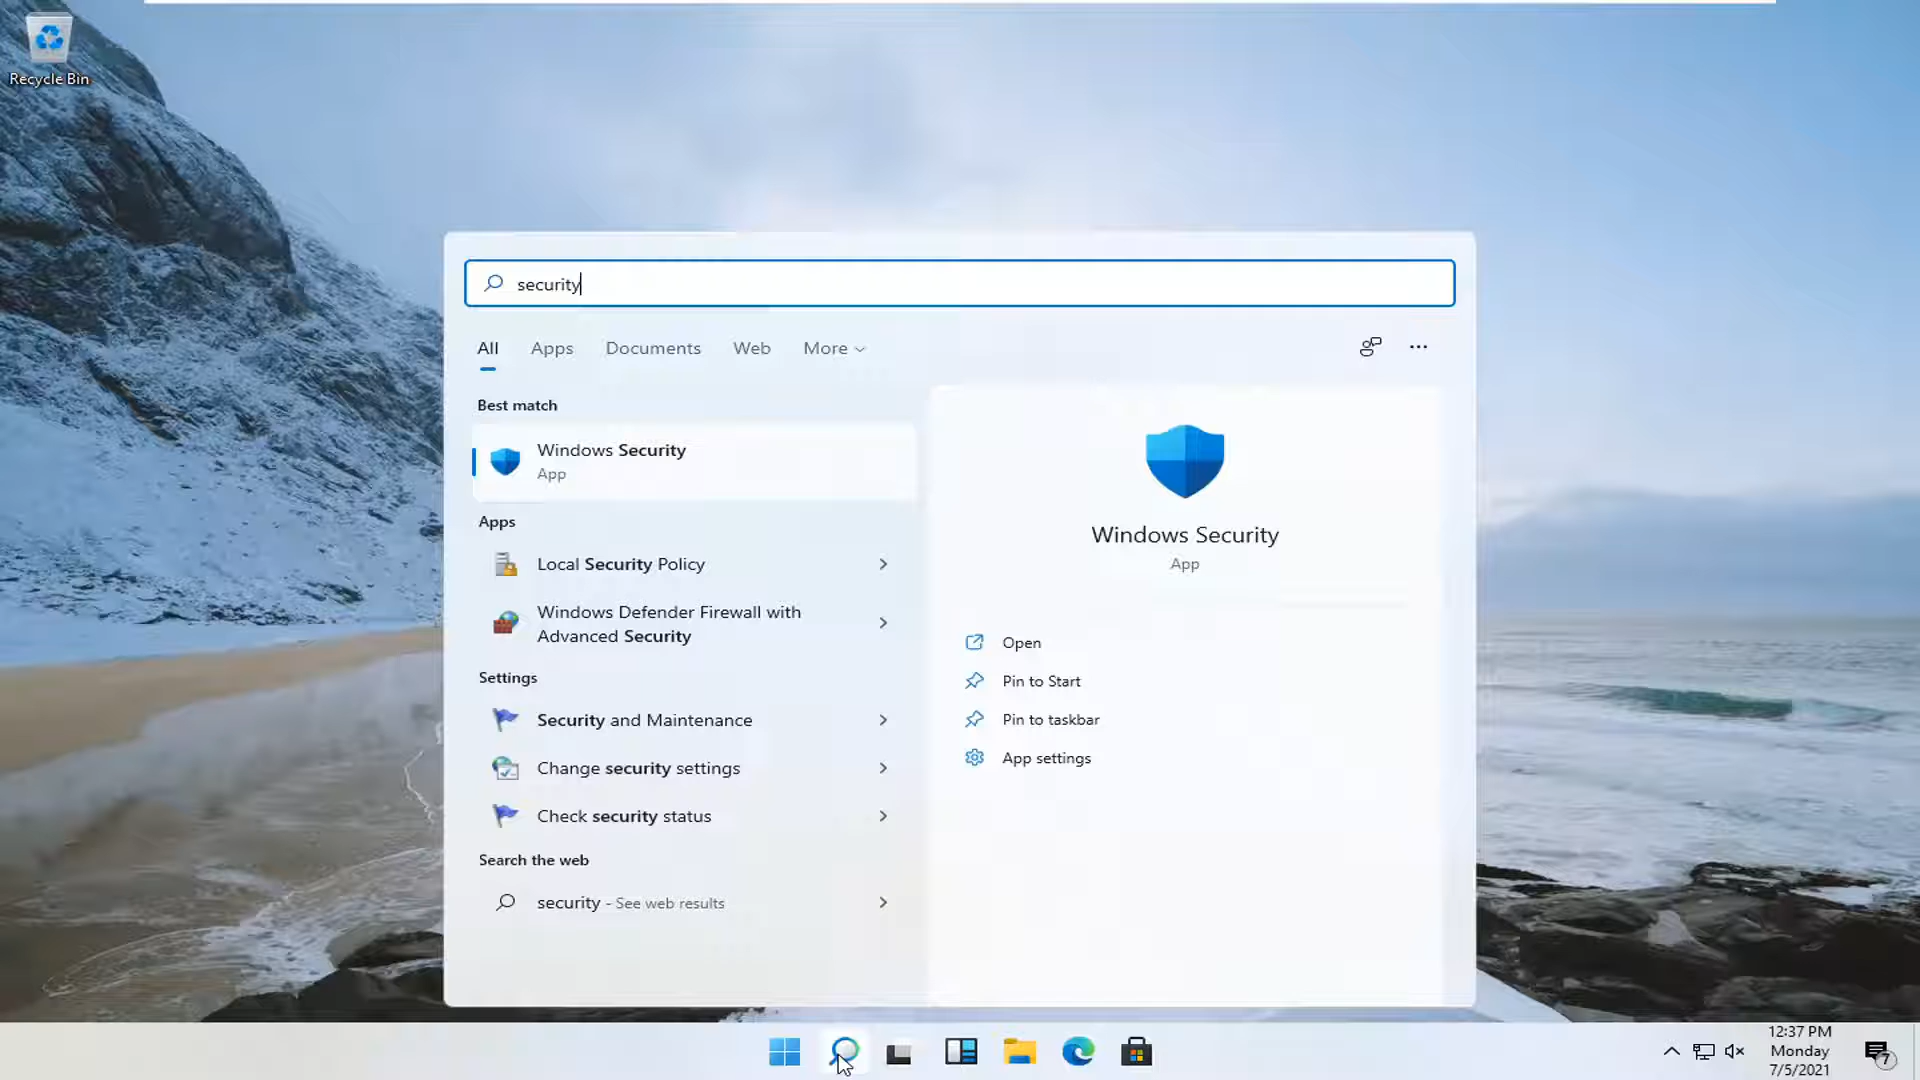 Recycle Bin
security
All Apps Documents Web More
Best match
Windows Security
App
Apps
Local Security Policy
Windows Defender Firewall with
Advanced Security
Settings
Security and Maintenance
Change security settings
Check security status
Search the web
security - See web results
Windows Security
App
Open
Pin to Start
Pin to taskbar
App settings
12:37 PM
Monday
7/5/2021
7